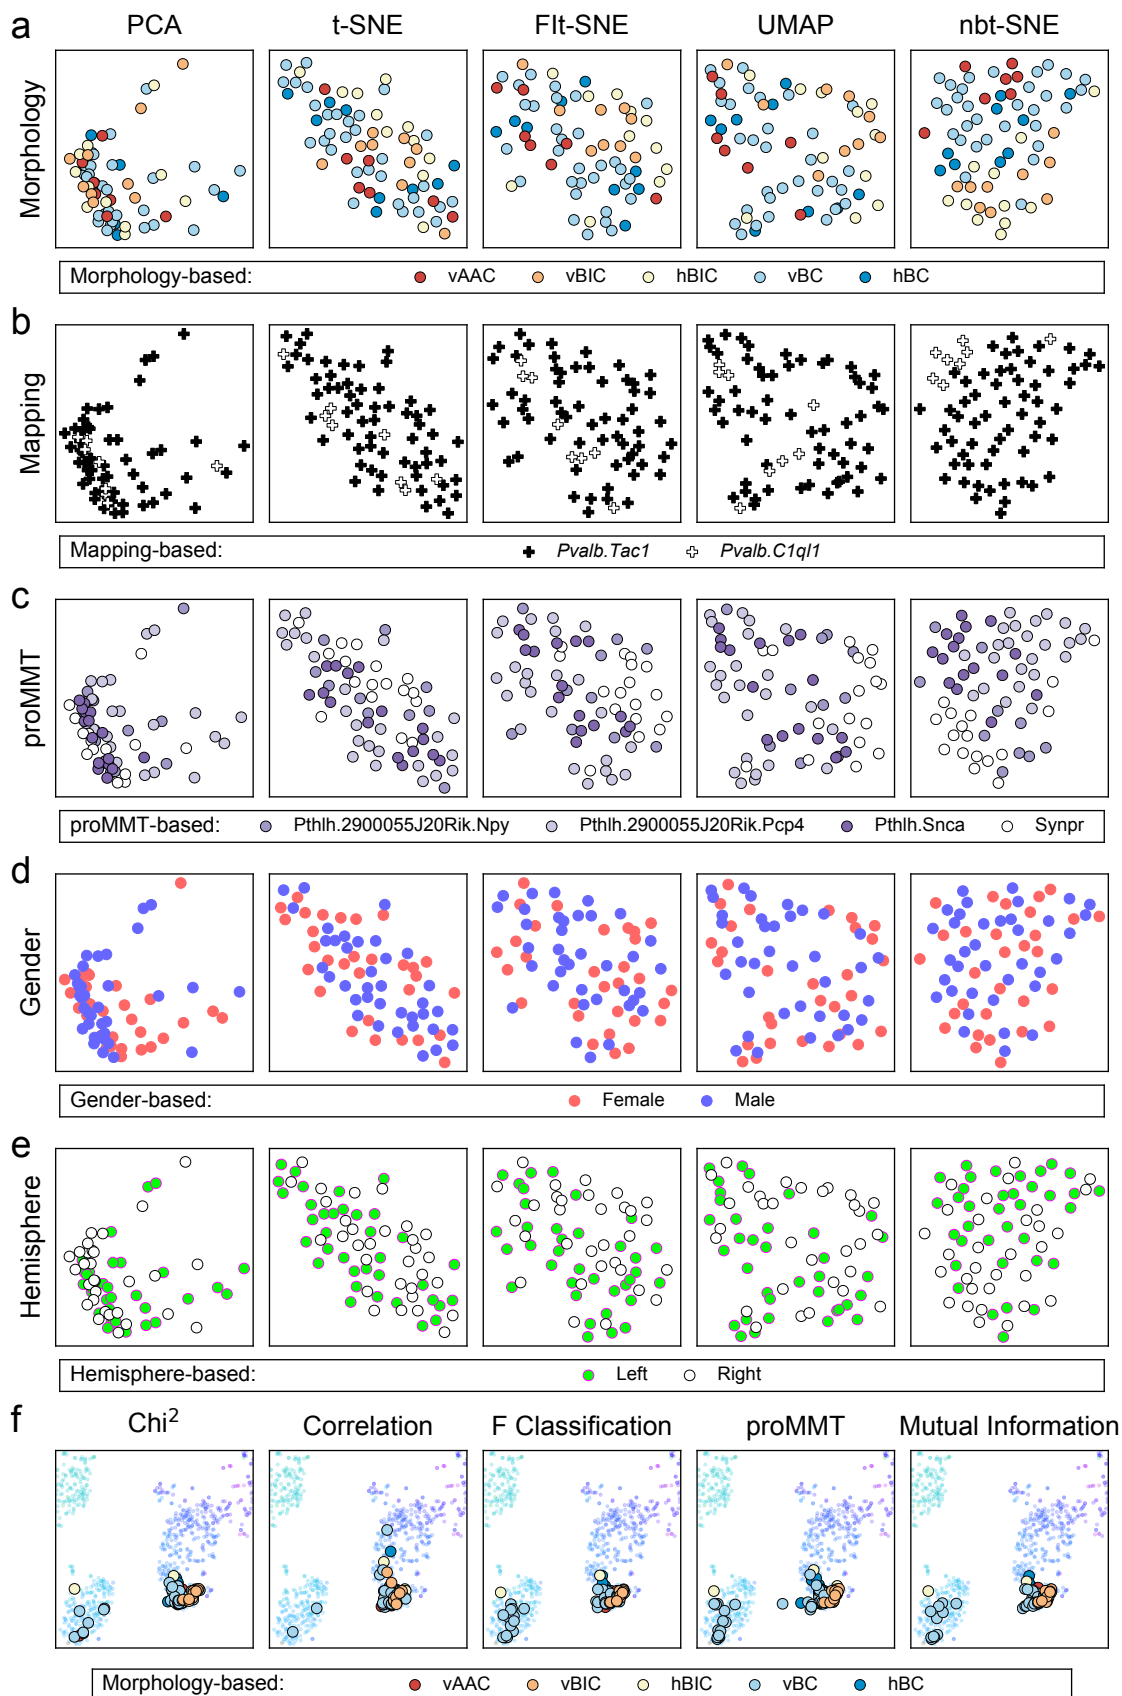 a
PCA
t-SNE
FIt-SNE
UMAP
nbt-SNE
Morphology
Morphology-based:
vAAC
vBIC
hBIC
vBC
hBC
b
Mapping
Mapping-based:
Pvalb.Tac1
Pvalb.C1ql1
c
proMMT
proMMT-based:
Pthlh.2900055J20Rik.Npy
Pthlh.2900055J20Rik.Pcp4
Pthlh.Snca
Synpr
d
Gender
Gender-based:
Female
Male
e
Hemisphere
Hemisphere-based:
Left
Right
f
Chi²
Correlation
F Classification
proMMT
Mutual Information
Morphology-based:
vAAC
vBIC
hBIC
vBC
hBC